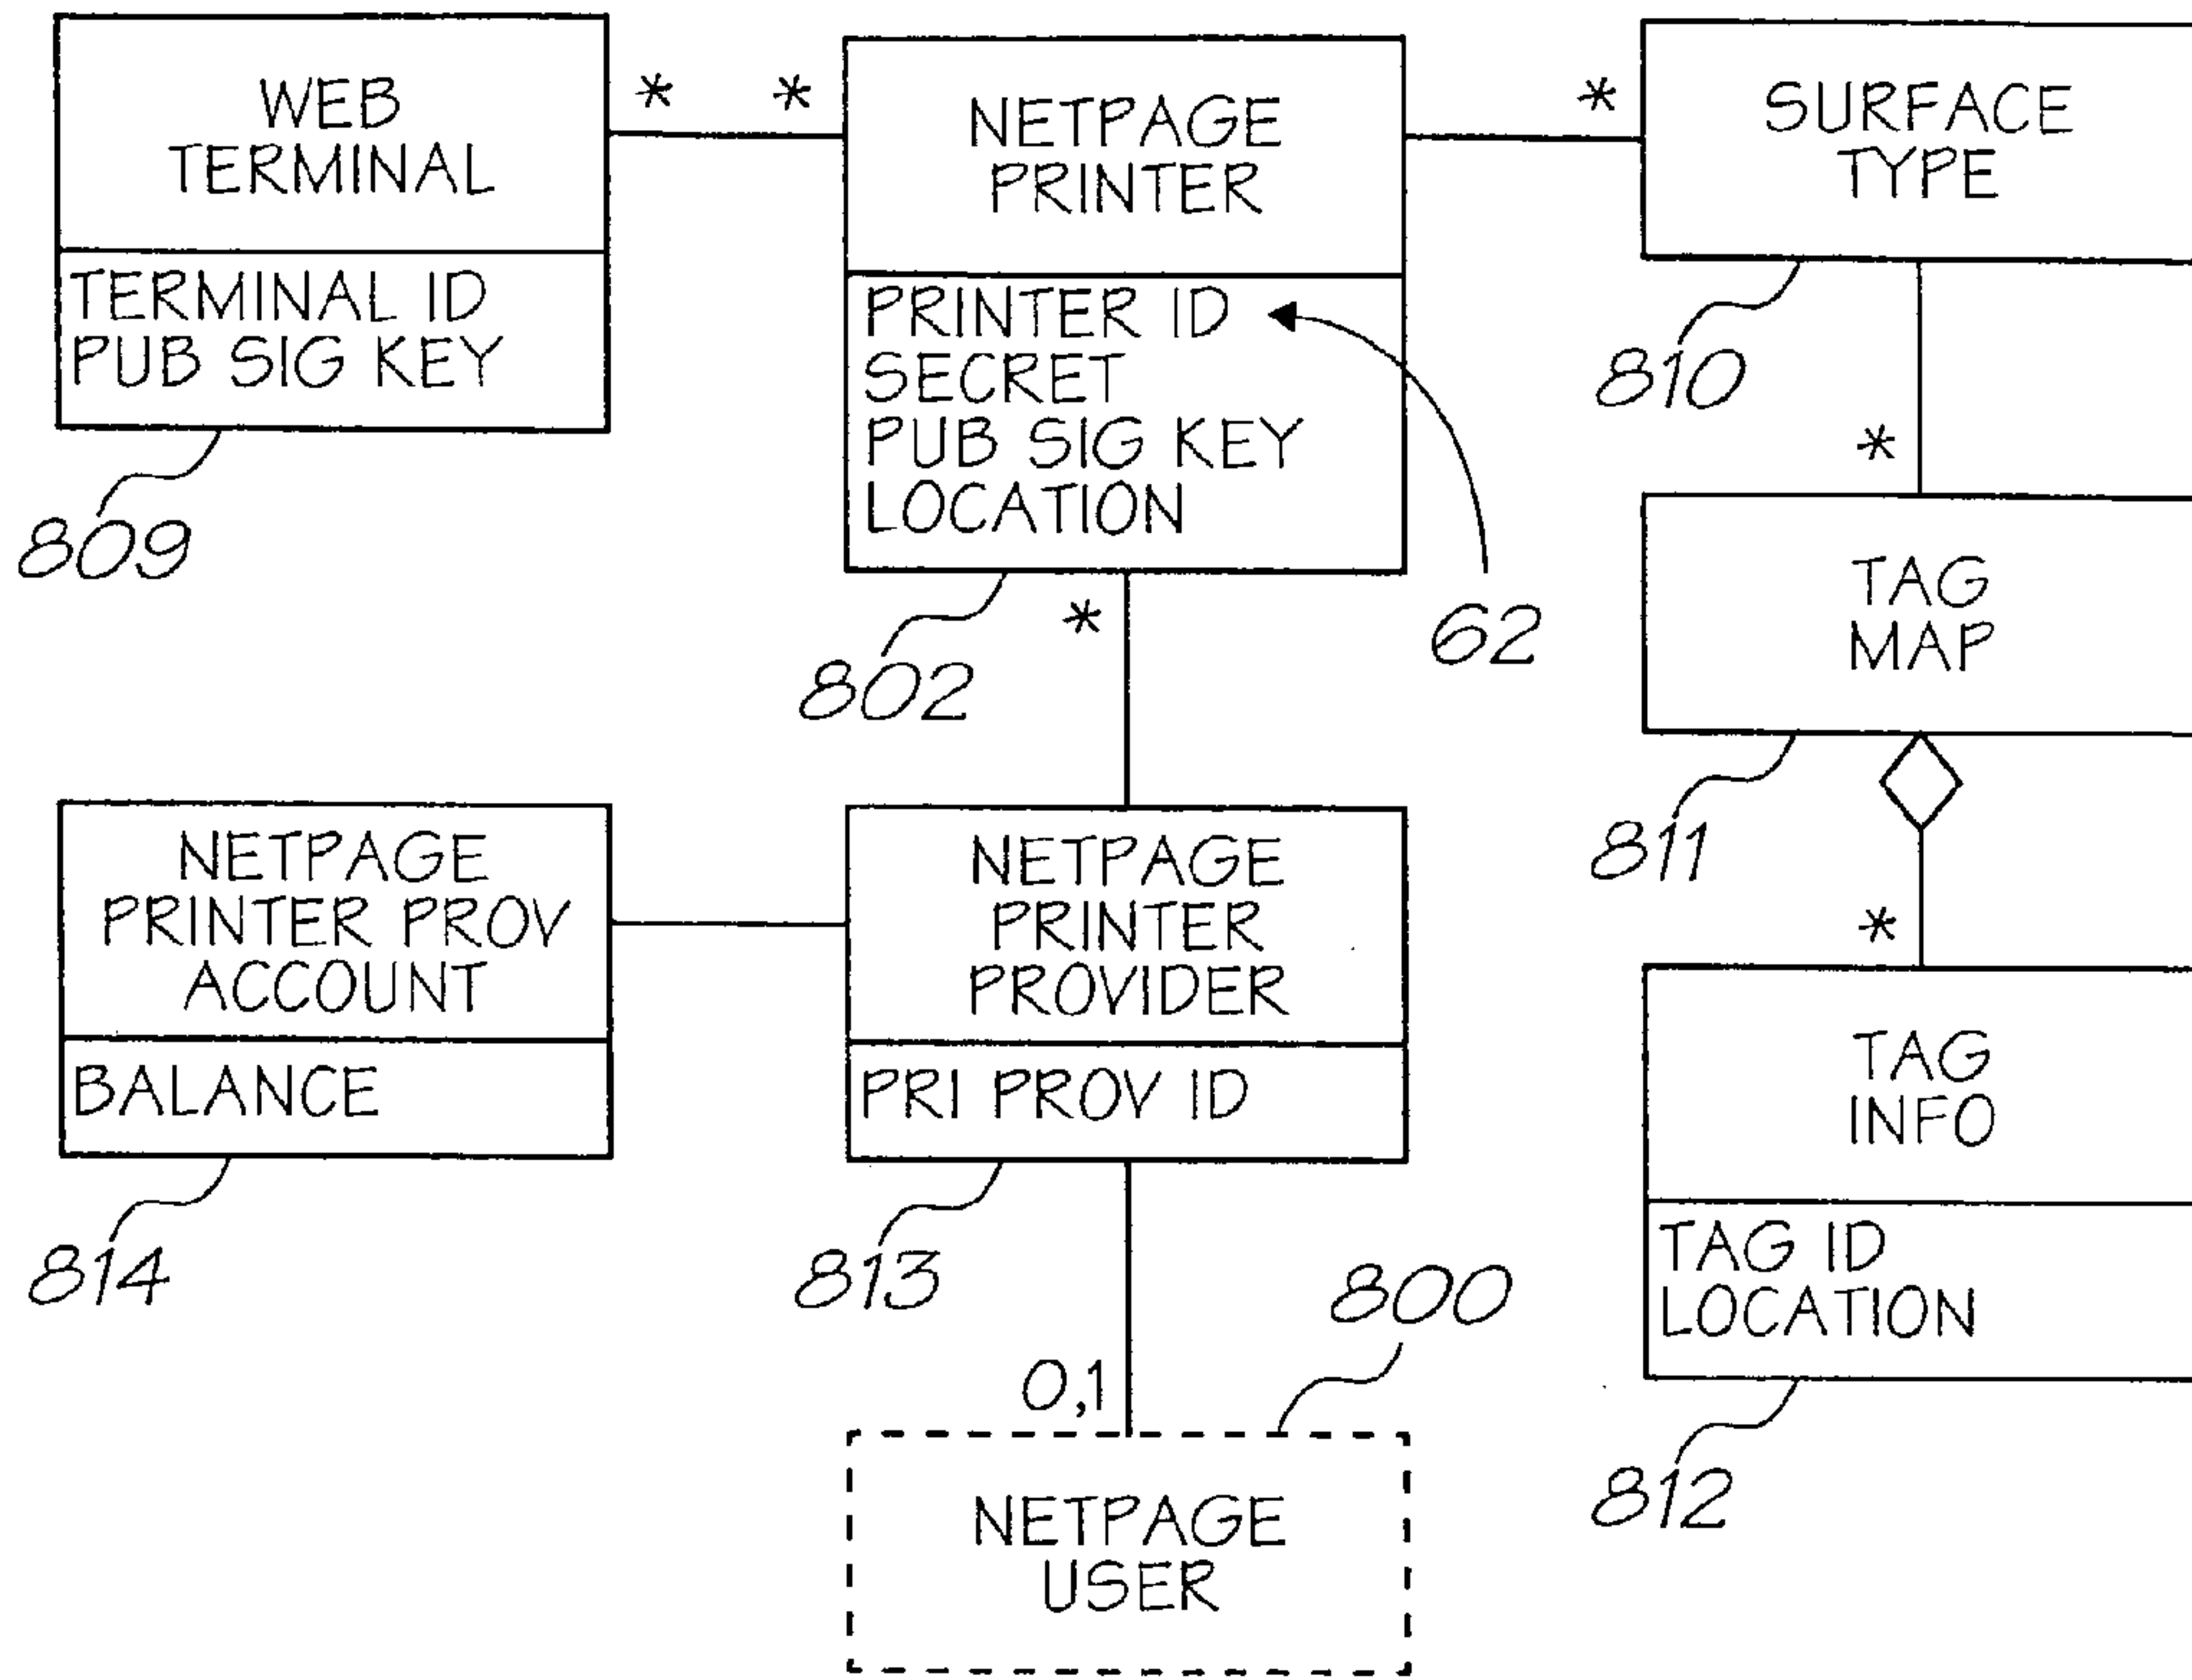 WEB
TERMINAL
TERMINAL ID
PUB SIG KEY
809
*
*
NETPAGE
PRINTER
PRINTER ID
SECRET
PUB SIG KEY
LOCATION
62
802
*
*
SURFACE
TYPE
810
*
TAG
MAP
811
*
TAG
INFO
TAG ID
LOCATION
812
NETPAGE
PRINTER PROV
ACCOUNT
BALANCE
814
NETPAGE
PRINTER
PROVIDER
PRI PROV ID
813
800
0,1
NETPAGE
USER